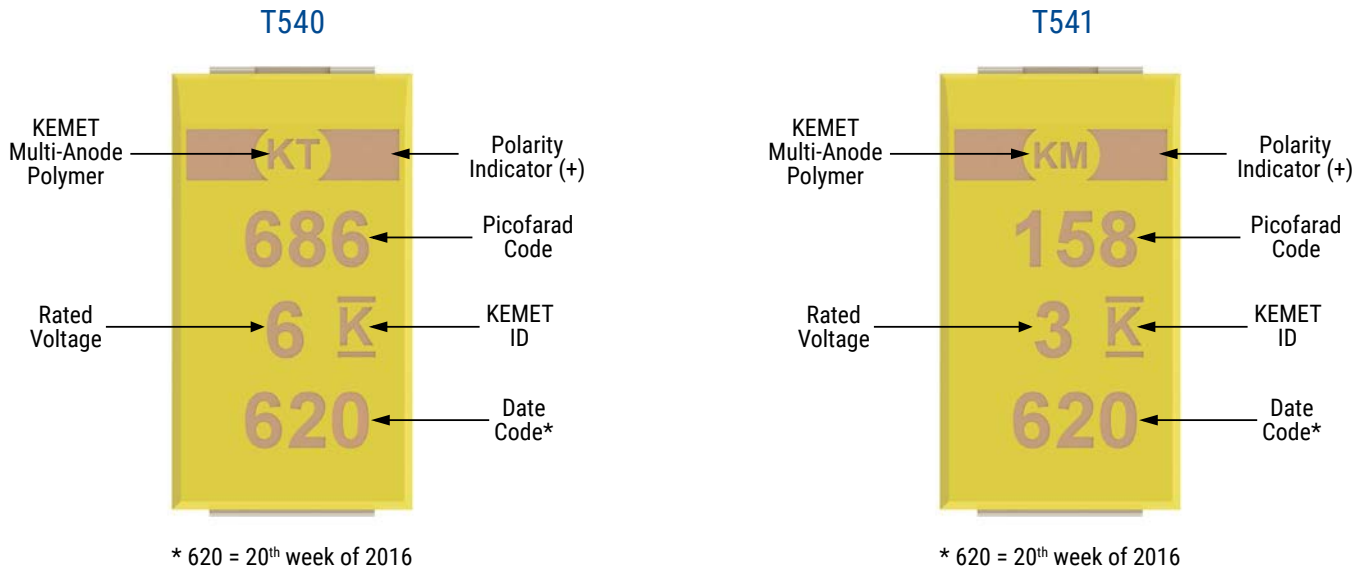 T540
KEMET
Multi-Anode
Polymer
KT
Polarity
Indicator (+)
686
Picofarad
Code
Rated
Voltage
6 K
KEMET
ID
620
Date
Code*
* 620 = 20th week of 2016
T541
KEMET
Multi-Anode
Polymer
KM
Polarity
Indicator (+)
158
Picofarad
Code
Rated
Voltage
3 K
KEMET
ID
620
Date
Code*
* 620 = 20th week of 2016